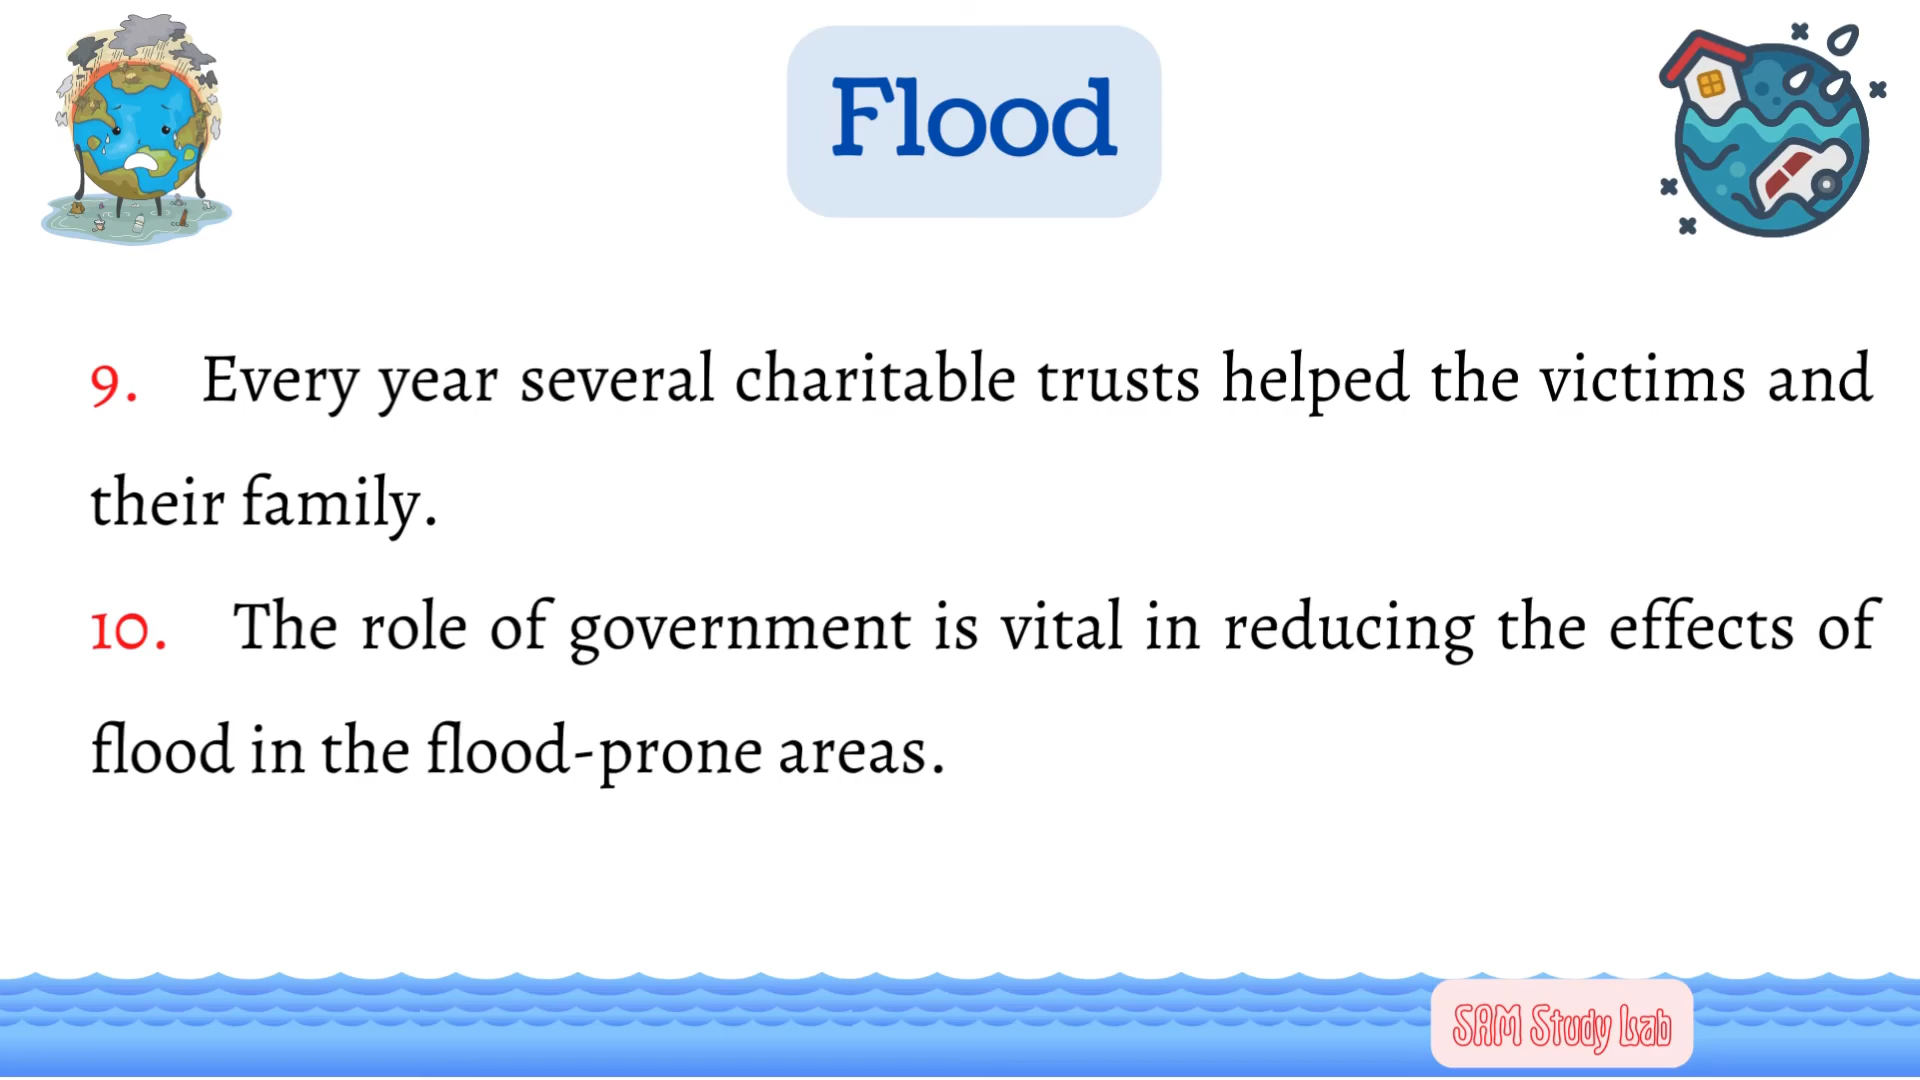 Flood
9. Every year several charitable trusts helped the victims and
their family.
10. The role of government is vital in reducing the effects of
flood in the flood-prone areas.
SAM Study Lab